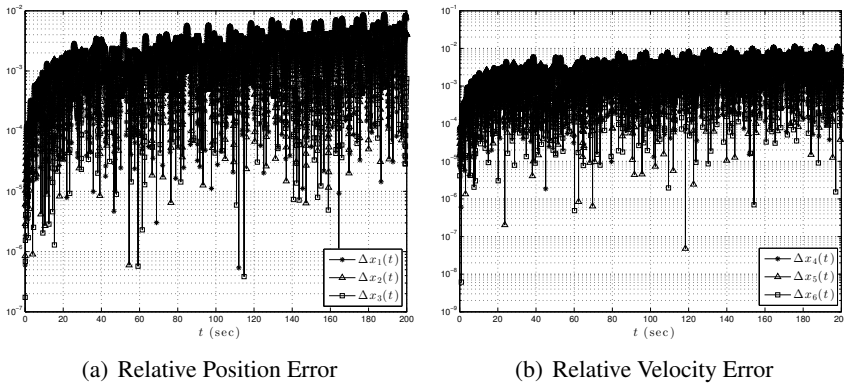 10⁻²
10⁻³
10⁻⁴
10⁻⁵
10⁻⁶
10⁻⁷
0 20 40 60 80 100 120 140 160 180 200
t (sec)
Δx₁(t)
Δx₂(t)
Δx₃(t)
(a) Relative Position Error
10⁻¹
10⁻²
10⁻³
10⁻⁴
10⁻⁵
10⁻⁶
10⁻⁷
10⁻⁸
10⁻⁹
0 20 40 60 80 100 120 140 160 180 200
t (sec)
Δx₄(t)
Δx₅(t)
Δx₆(t)
(b) Relative Velocity Error